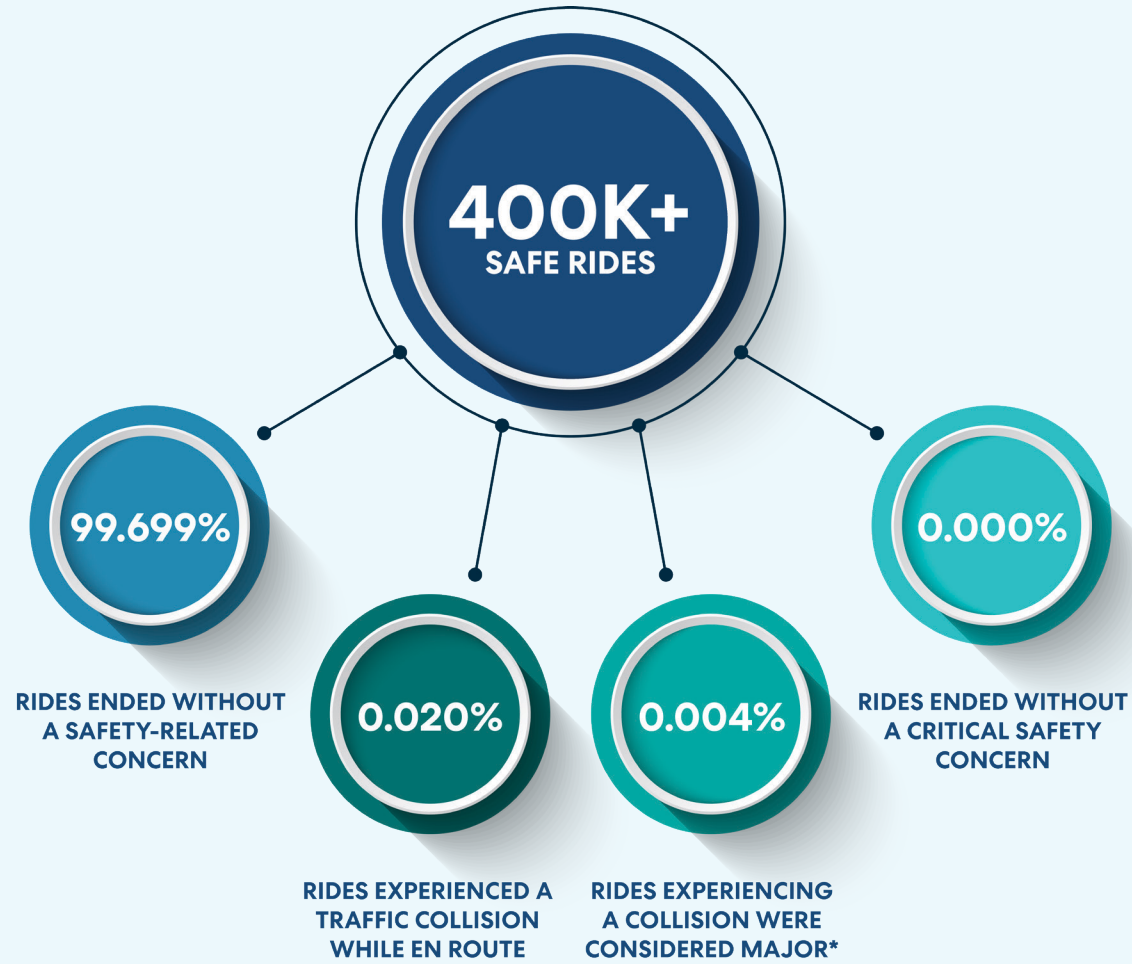 400K+
SAFE RIDES
99.699%
RIDES ENDED WITHOUT
A SAFETY-RELATED
CONCERN
0.020%
RIDES EXPERIENCED A
TRAFFIC COLLISION
WHILE EN ROUTE
0.004%
RIDES EXPERIENCING
A COLLISION WERE
CONSIDERED MAJOR*
0.000%
RIDES ENDED WITHOUT
A CRITICAL SAFETY
CONCERN